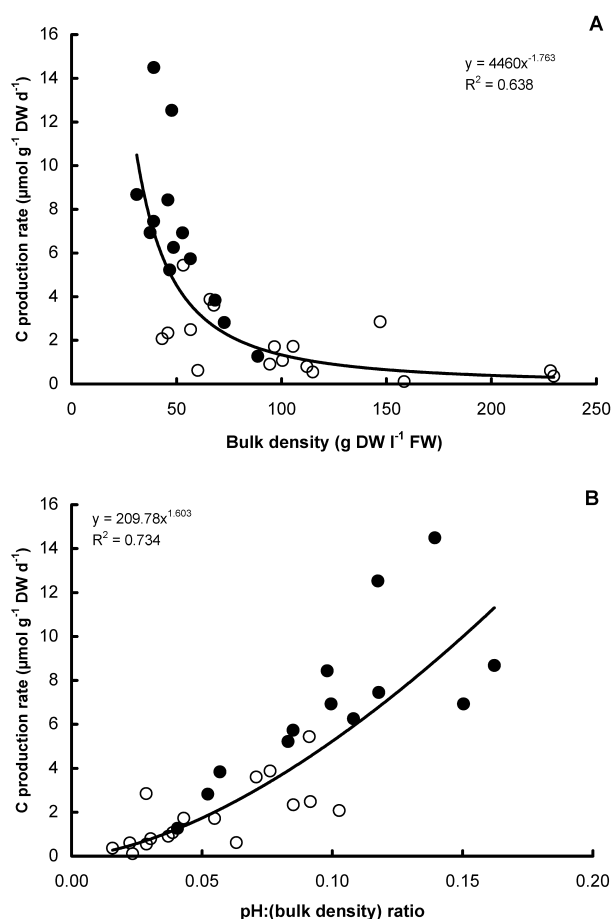 A
16
14
12
10
8
6
4
2
0
C production rate (µmol g⁻¹ DW d⁻¹)
y = 4460x⁻¹·⁷⁶³
R² = 0.638
0 50 100 150 200 250
Bulk density (g DW l⁻¹ FW)
B
16
14
12
10
8
6
4
2
0
C production rate (µmol g⁻¹ DW d⁻¹)
y = 209.78x¹·⁶⁰³
R² = 0.734
0.00 0.05 0.10 0.15 0.20
pH:(bulk density) ratio